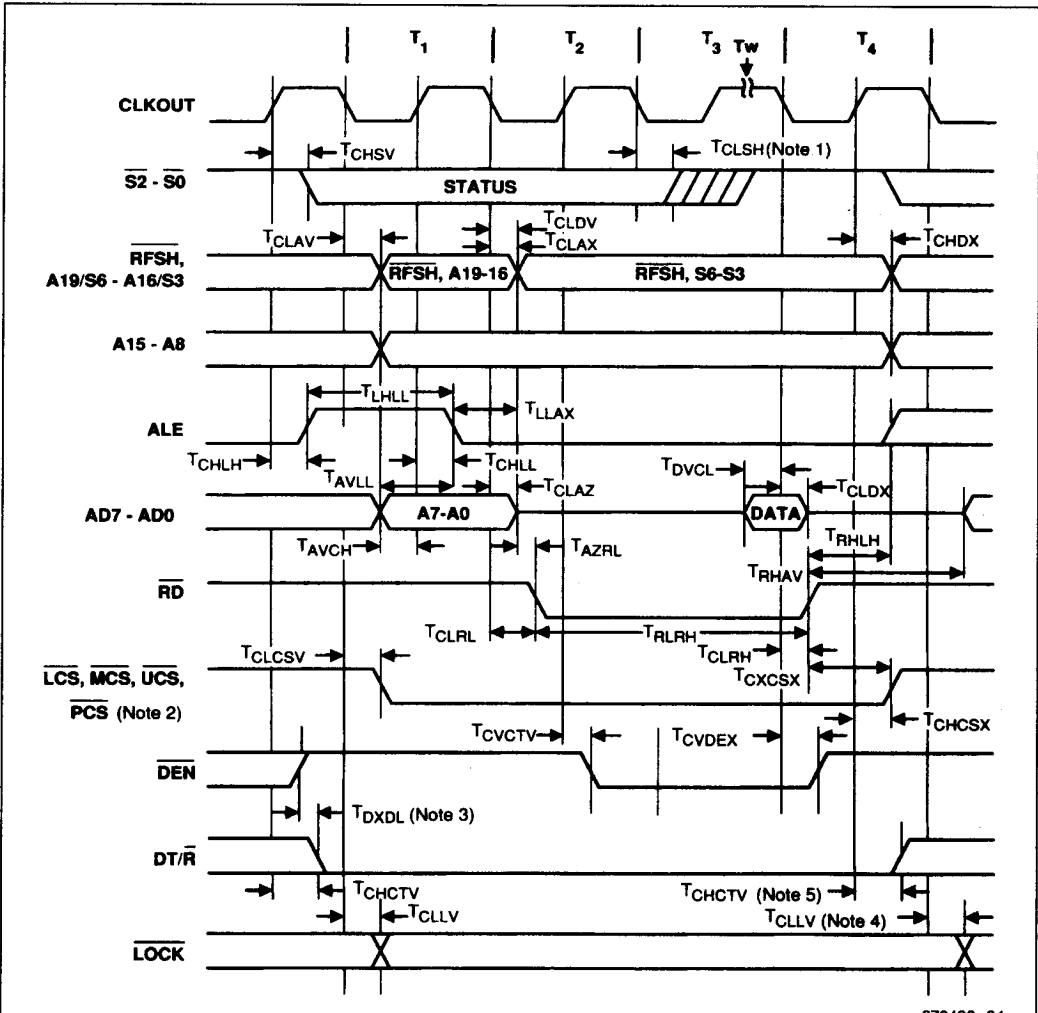 T1 T2 T3 Tw T4
CLKOUT
TCHSV
TCLSH (Note 1)
S2 - S0
STATUS
TCLAV
TCLDV
TCLAX
TCHDX
RFSH,
A19/S6 - A16/S3
RFSH, A19-16
RFSH, S6-S3
A15 - A8
TLHLL
TLLAX
ALE
TCHLH
TCHLL
TAVLL
TDVCL
TCLAZ
TCLDX
AD7 - AD0
A7-A0
DATA
TAVCH
TAZRL
TRHLH
TRHAV
RD
TCLRL
TRLRH
TCLCSV
TCLRH
TCXCSX
LCS, MCS, UCS,
PCS (Note 2)
TCHCSX
TCVCTV
TCVDEX
DEN
TDXDL (Note 3)
DT/R
TCHCTV
TCHCTV (Note 5)
TCLLV
TCLLV (Note 4)
LOCK